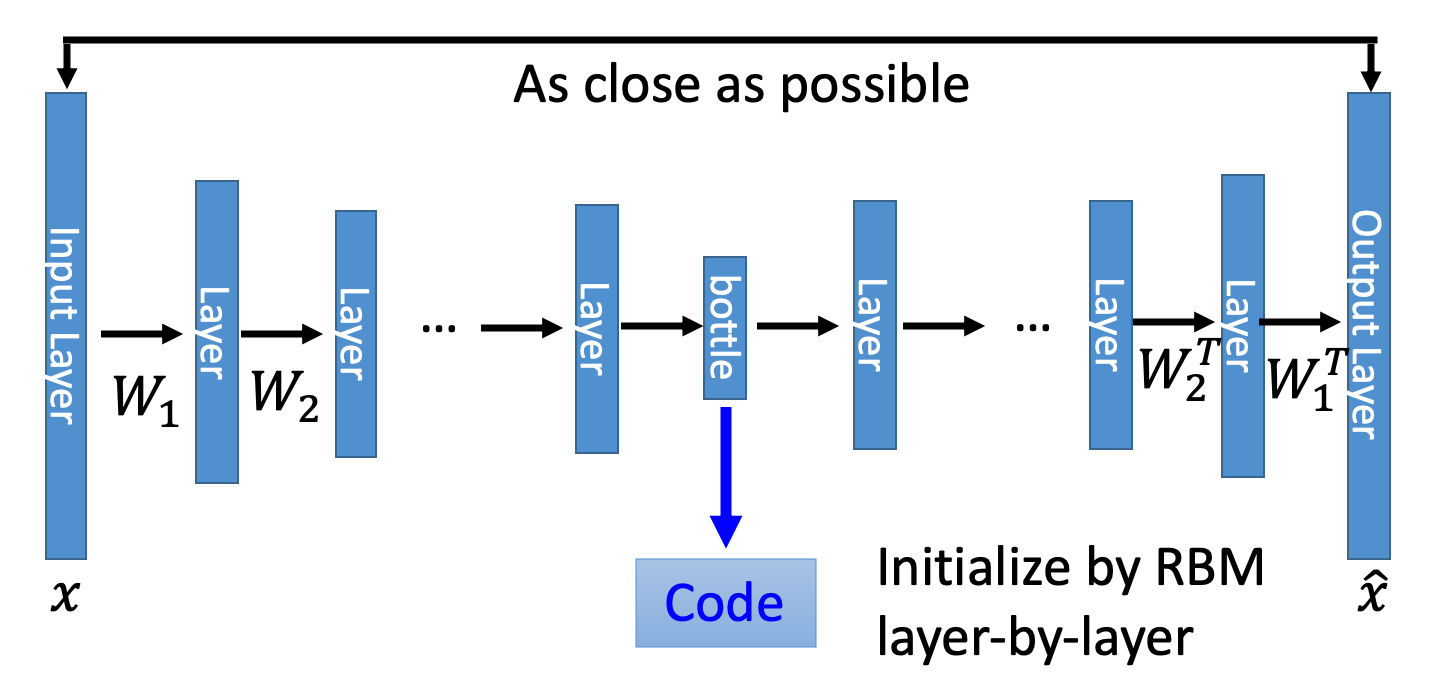 As close as possible
Input Layer
Layer
Layer
...
Layer
bottle
Layer
...
Layer
Layer
Output Layer
W₁
W₂
W₂ᵀ
W₁ᵀ
x
Code
Initialize by RBM
layer-by-layer
x̂